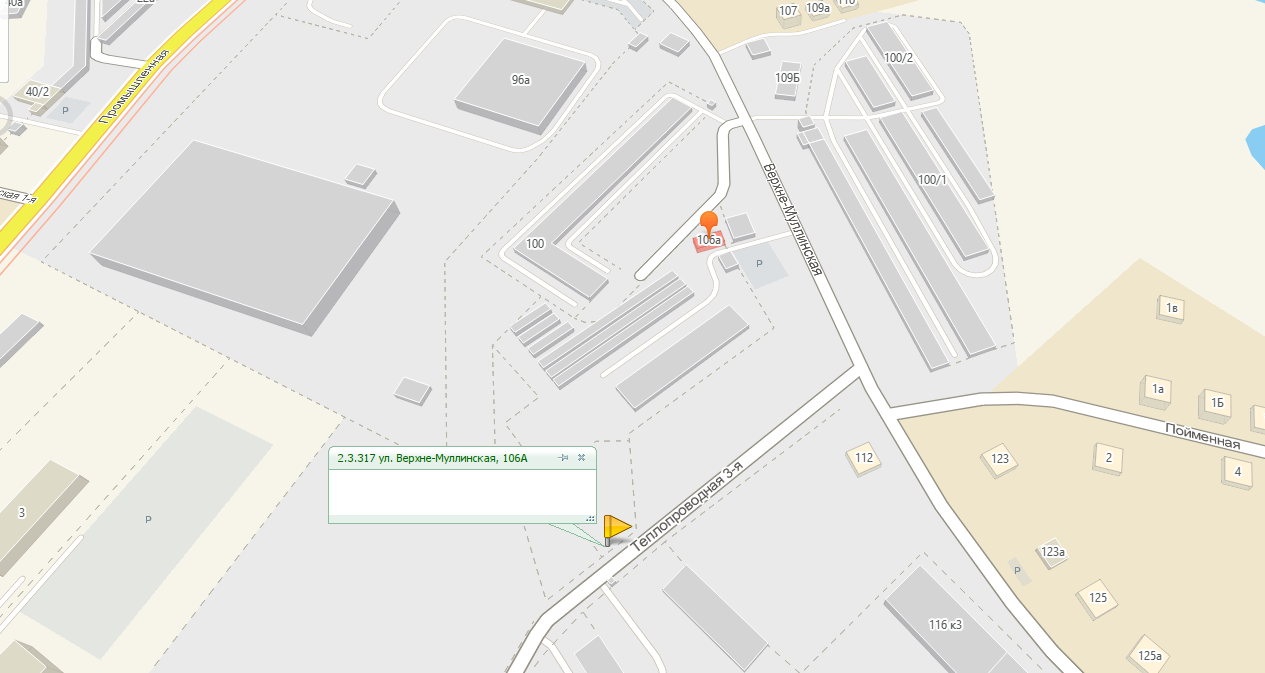 107
109а
110
40/2
P
Промышленная
96а
109Б
100/2
100/1
Верхне-Муллинская
100
106а
P
1в
1а
1Б
Пойменная
2.3.317 ул. Верхне-Муллинская, 106А
112
123
2
4
3
P
Теплопроводная 3-я
123а
P
125
116 к3
125а